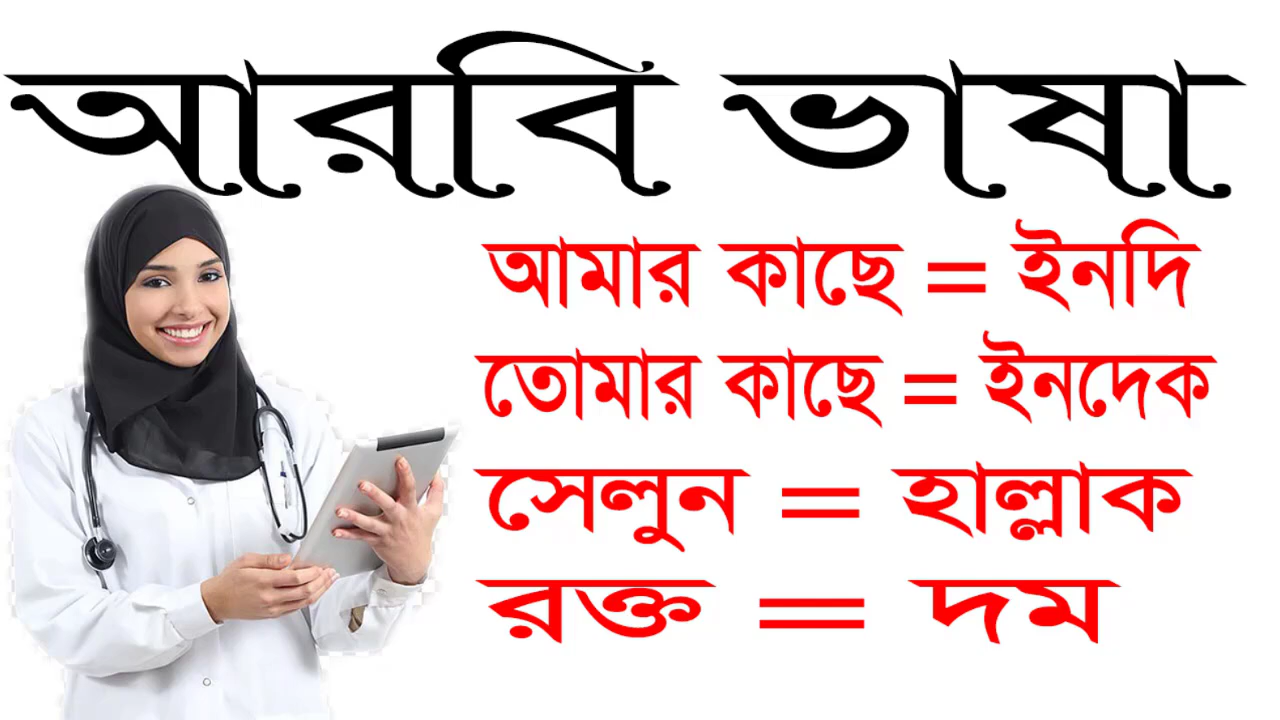 আরবি ভাষা
আমার কাছে = ইনদি
তোমার কাছে = ইনদেক
সেলুন = হাল্লাক
রক্ত = দম